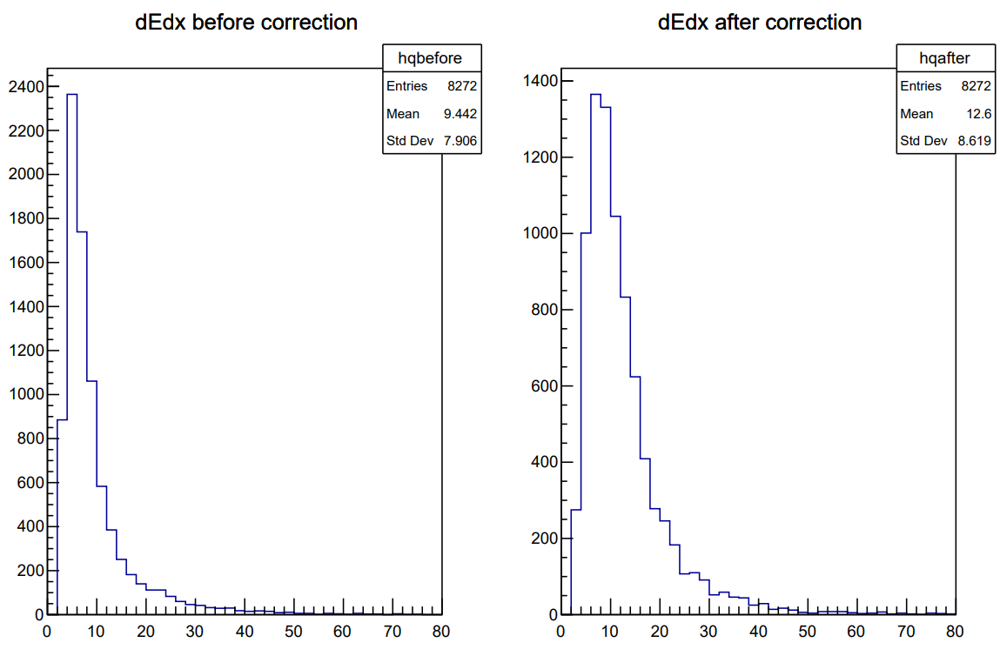 dEdx before correction
hqbefore
Entries 8272
Mean 9.442
Std Dev 7.906
2400
2200
2000
1800
1600
1400
1200
1000
800
600
400
200
0
0 10 20 30 40 50 60 70 80
dEdx after correction
hqafter
Entries 8272
Mean 12.6
Std Dev 8.619
1400
1200
1000
800
600
400
200
0
0 10 20 30 40 50 60 70 80